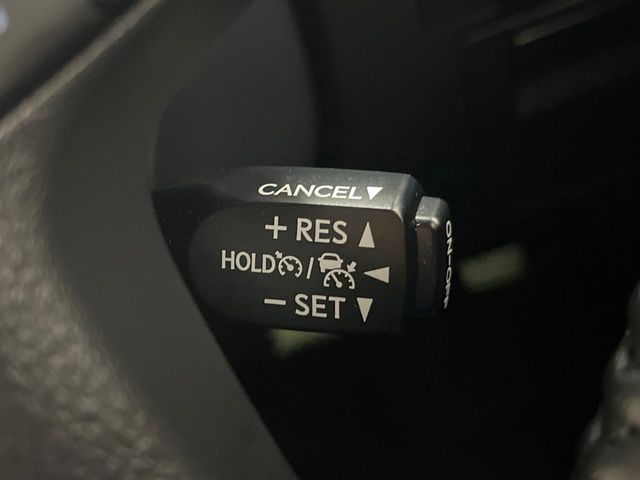 CANCEL▼
+ RES ▲
HOLD / ◀
− SET ▼
ON-OFF